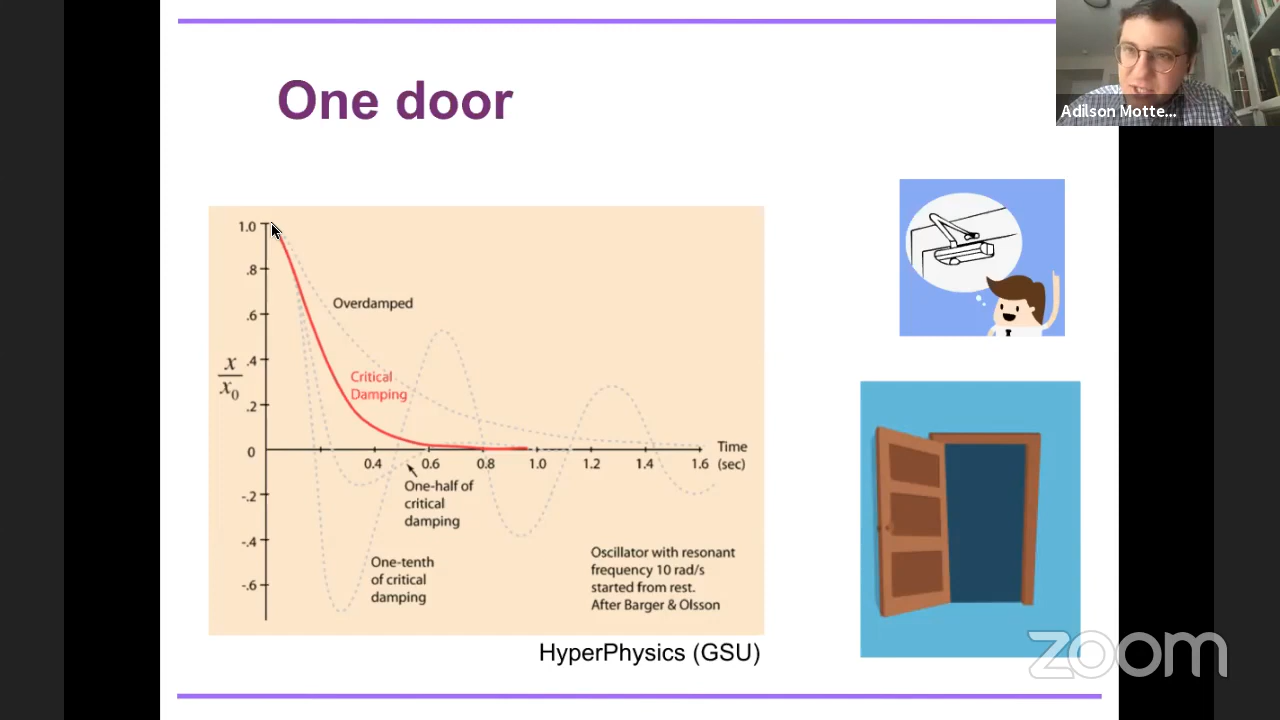 One door
Adilson Motte...
1.0
.8
Overdamped
.6
x
x0
.4
Critical
Damping
.2
0
0.4
0.6
0.8
1.0
1.2
1.4
1.6
Time
(sec)
-.2
One-half of
critical
damping
-.4
One-tenth
of critical
damping
-.6
Oscillator with resonant
frequency 10 rad/s
started from rest.
After Barger & Olsson
HyperPhysics (GSU)
zoom